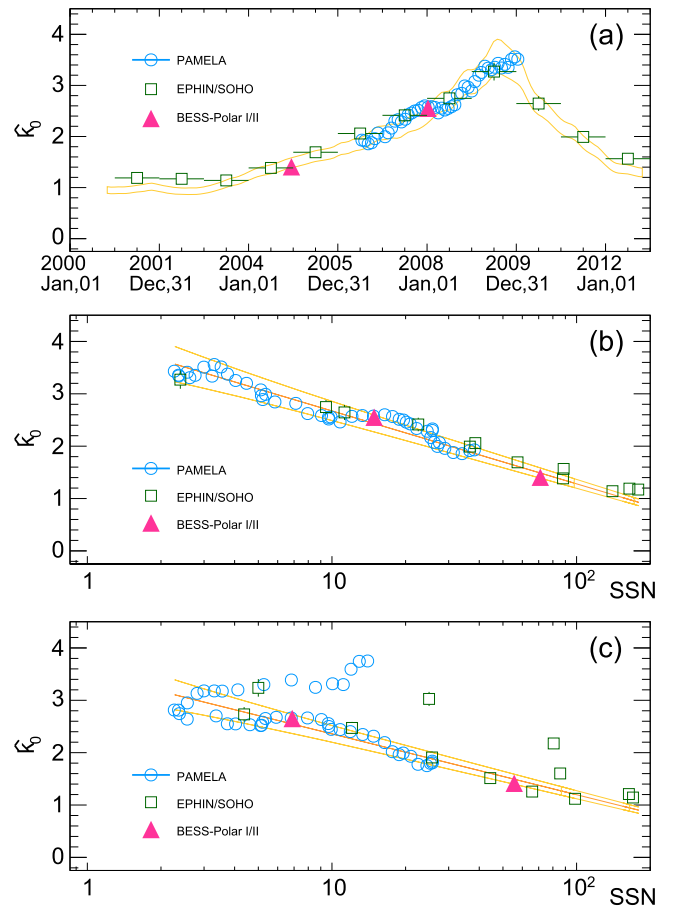 (a)
4
3
2
1
0
κ̂₀
PAMELA
EPHIN/SOHO
BESS-Polar I/II
2000 2001 2004 2005 2008 2009 2012
Jan,01 Dec,31 Jan,01 Dec,31 Jan,01 Dec,31 Jan,01
(b)
4
3
2
1
0
κ̂₀
PAMELA
EPHIN/SOHO
BESS-Polar I/II
1 10 10² SSN
(c)
4
3
2
1
0
κ̂₀
PAMELA
EPHIN/SOHO
BESS-Polar I/II
1 10 10² SSN